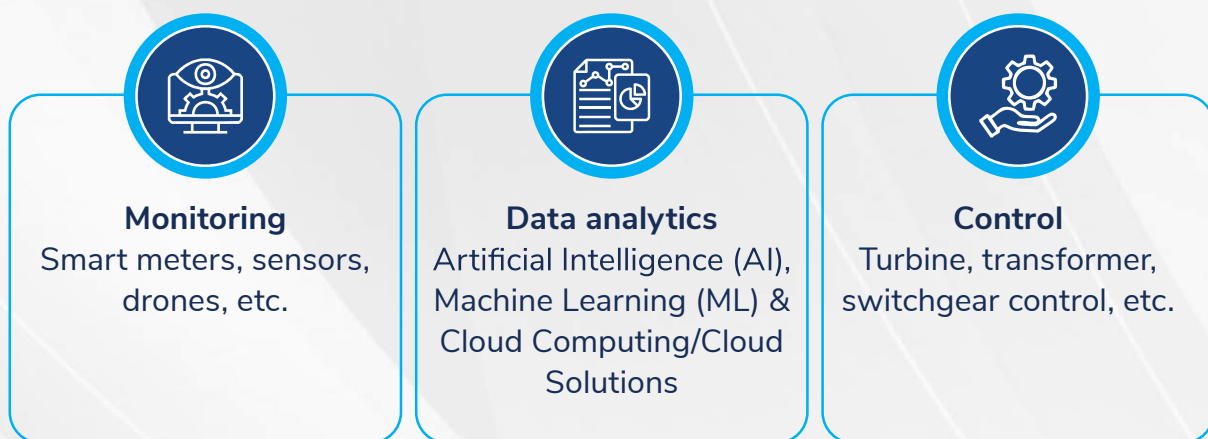 Monitoring
Smart meters, sensors,
drones, etc.
Data analytics
Artificial Intelligence (AI),
Machine Learning (ML) &
Cloud Computing/Cloud
Solutions
Control
Turbine, transformer,
switchgear control, etc.